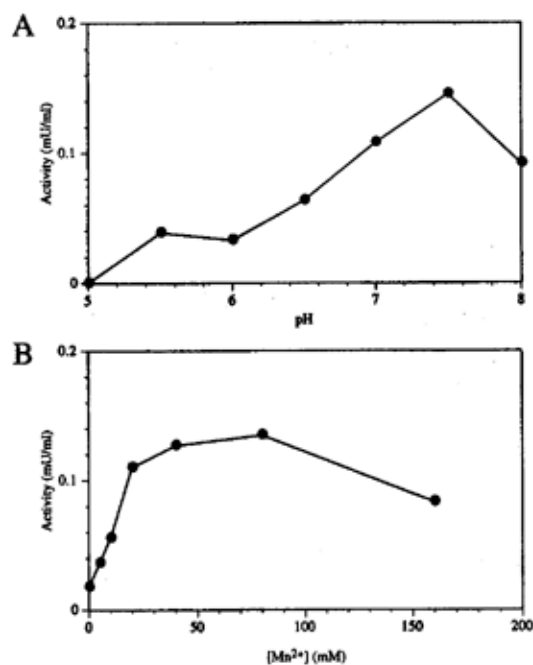 A
0.2
0.1
0
Activity (mU/ml)
5 6 7 8
pH
B
0.2
0.1
0
Activity (mU/ml)
0 50 100 150 200
[Mn²⁺] (mM)